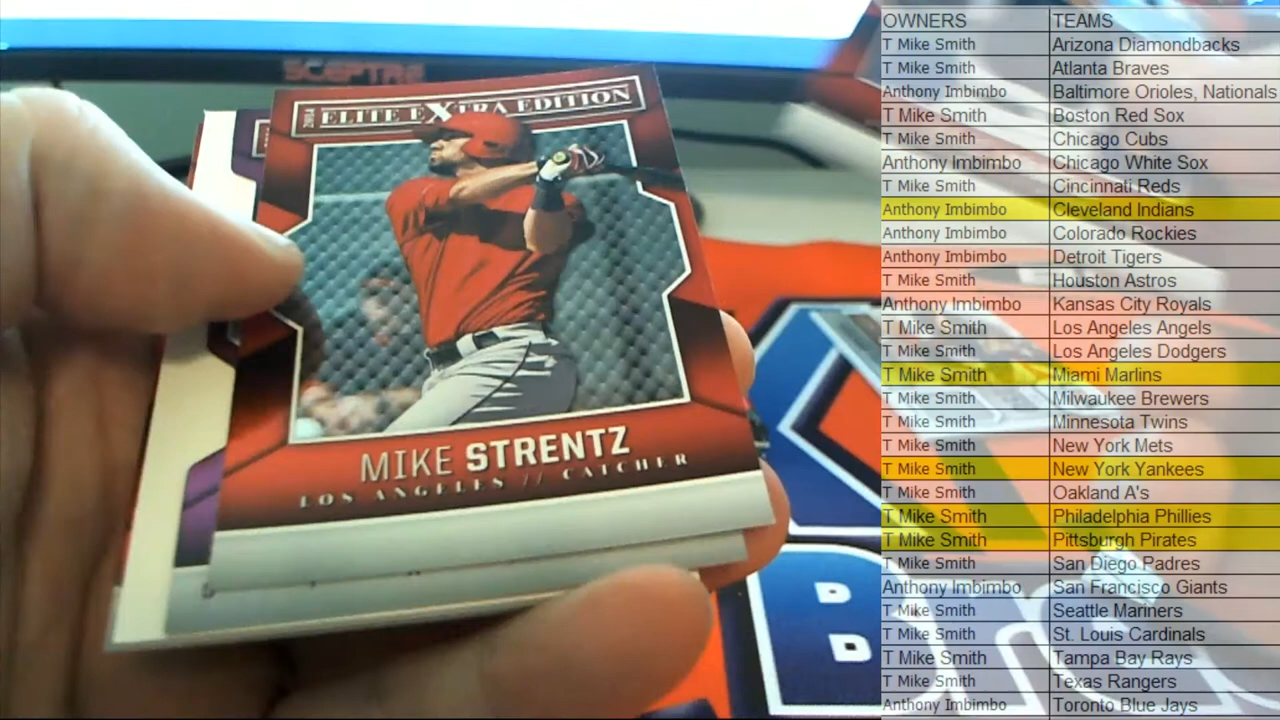 SCEPTRE
2014 ELITE EXTRA EDITION
MIKE STRENTZ
LOS ANGELES // CATCHER
OWNERS TEAMS
T Mike Smith Arizona Diamondbacks
T Mike Smith Atlanta Braves
Anthony Imbimbo Baltimore Orioles, Nationals
T Mike Smith Boston Red Sox
T Mike Smith Chicago Cubs
Anthony Imbimbo Chicago White Sox
T Mike Smith Cincinnati Reds
Anthony Imbimbo Cleveland Indians
Anthony Imbimbo Colorado Rockies
Anthony Imbimbo Detroit Tigers
T Mike Smith Houston Astros
Anthony Imbimbo Kansas City Royals
T Mike Smith Los Angeles Angels
T Mike Smith Los Angeles Dodgers
T Mike Smith Miami Marlins
T Mike Smith Milwaukee Brewers
T Mike Smith Minnesota Twins
T Mike Smith New York Mets
T Mike Smith New York Yankees
T Mike Smith Oakland A's
T Mike Smith Philadelphia Phillies
T Mike Smith Pittsburgh Pirates
T Mike Smith San Diego Padres
Anthony Imbimbo San Francisco Giants
T Mike Smith Seattle Mariners
T Mike Smith St. Louis Cardinals
T Mike Smith Tampa Bay Rays
T Mike Smith Texas Rangers
Anthony Imbimbo Toronto Blue Jays